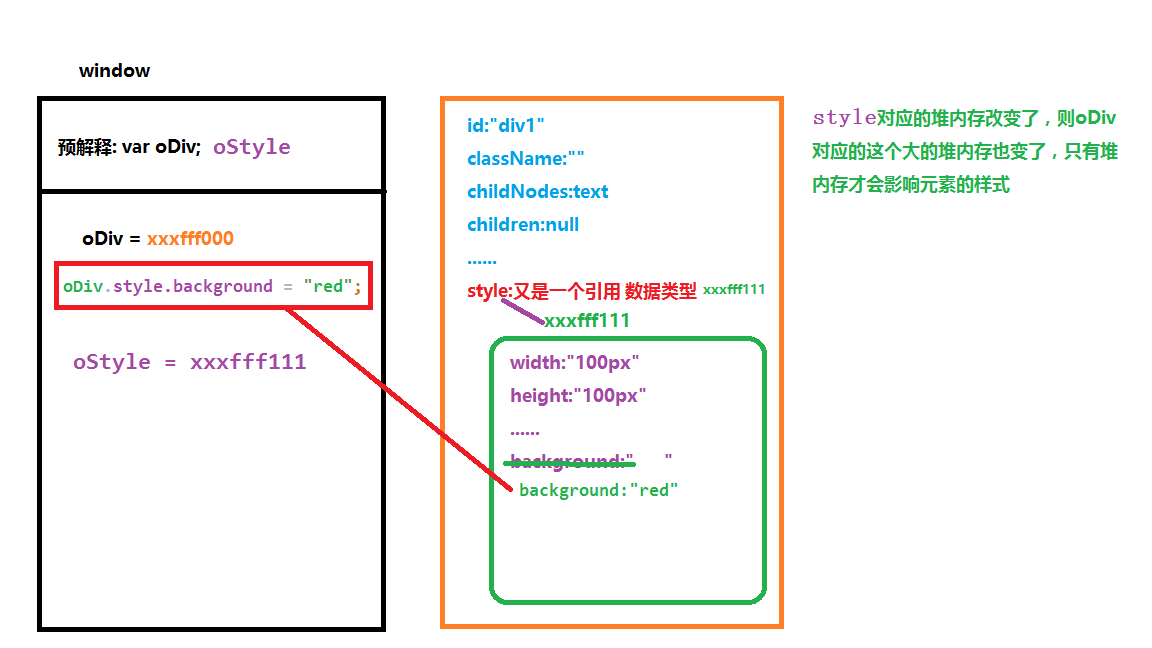 window
预解释: var oDiv; oStyle
oDiv = xxxfff000
oDiv.style.background = "red";
oStyle = xxxfff111
id:"div1"
className:""
childNodes:text
children:null
......
style:又是一个引用 数据类型 xxxfff111
xxxfff111
width:"100px"
height:"100px"
......
background:" "
background:"red"
style对应的堆内存改变了，则oDiv
对应的这个大的堆内存也变了，只有堆
内存才会影响元素的样式